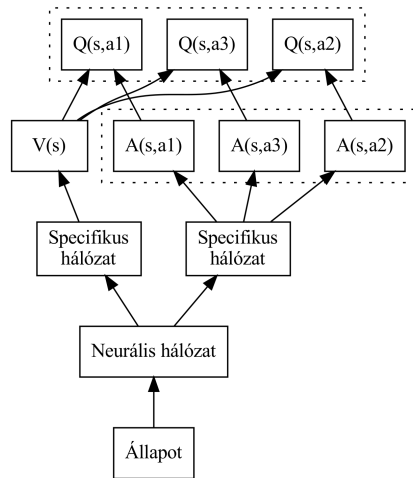 Q(s,a1)
Q(s,a3)
Q(s,a2)
V(s)
A(s,a1)
A(s,a3)
A(s,a2)
Specifikus
hálózat
Specifikus
hálózat
Neurális hálózat
Állapot